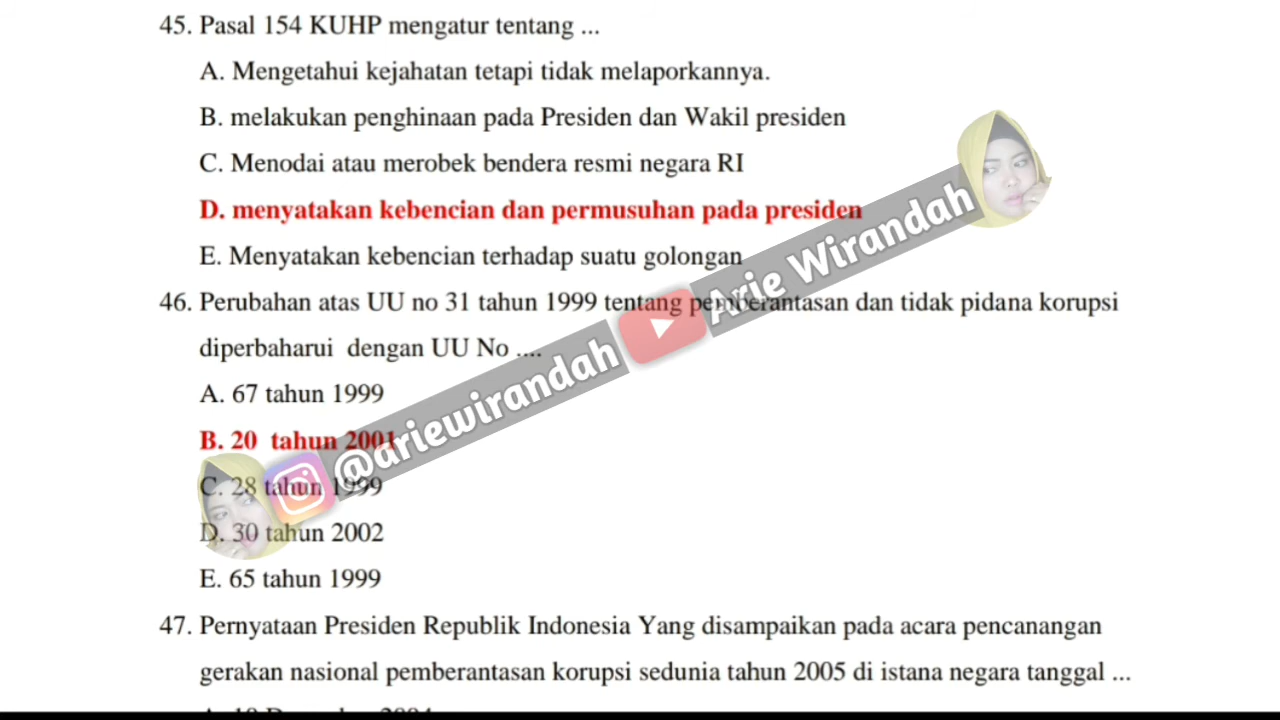 45. Pasal 154 KUHP mengatur tentang ...
A. Mengetahui kejahatan tetapi tidak melaporkannya.
B. melakukan penghinaan pada Presiden dan Wakil presiden
C. Menodai atau merobek bendera resmi negara RI
D. menyatakan kebencian dan permusuhan pada presiden
E. Menyatakan kebencian terhadap suatu golongan
46. Perubahan atas UU no 31 tahun 1999 tentang pemberantasan dan tidak pidana korupsi
diperbaharui dengan UU No ....
A. 67 tahun 1999
B. 20 tahun 2001
C. 28 tahun 1999
D. 30 tahun 2002
E. 65 tahun 1999
@ariewirandah Arie Wirandah
47. Pernyataan Presiden Republik Indonesia Yang disampaikan pada acara pencanangan
gerakan nasional pemberantasan korupsi sedunia tahun 2005 di istana negara tanggal ...